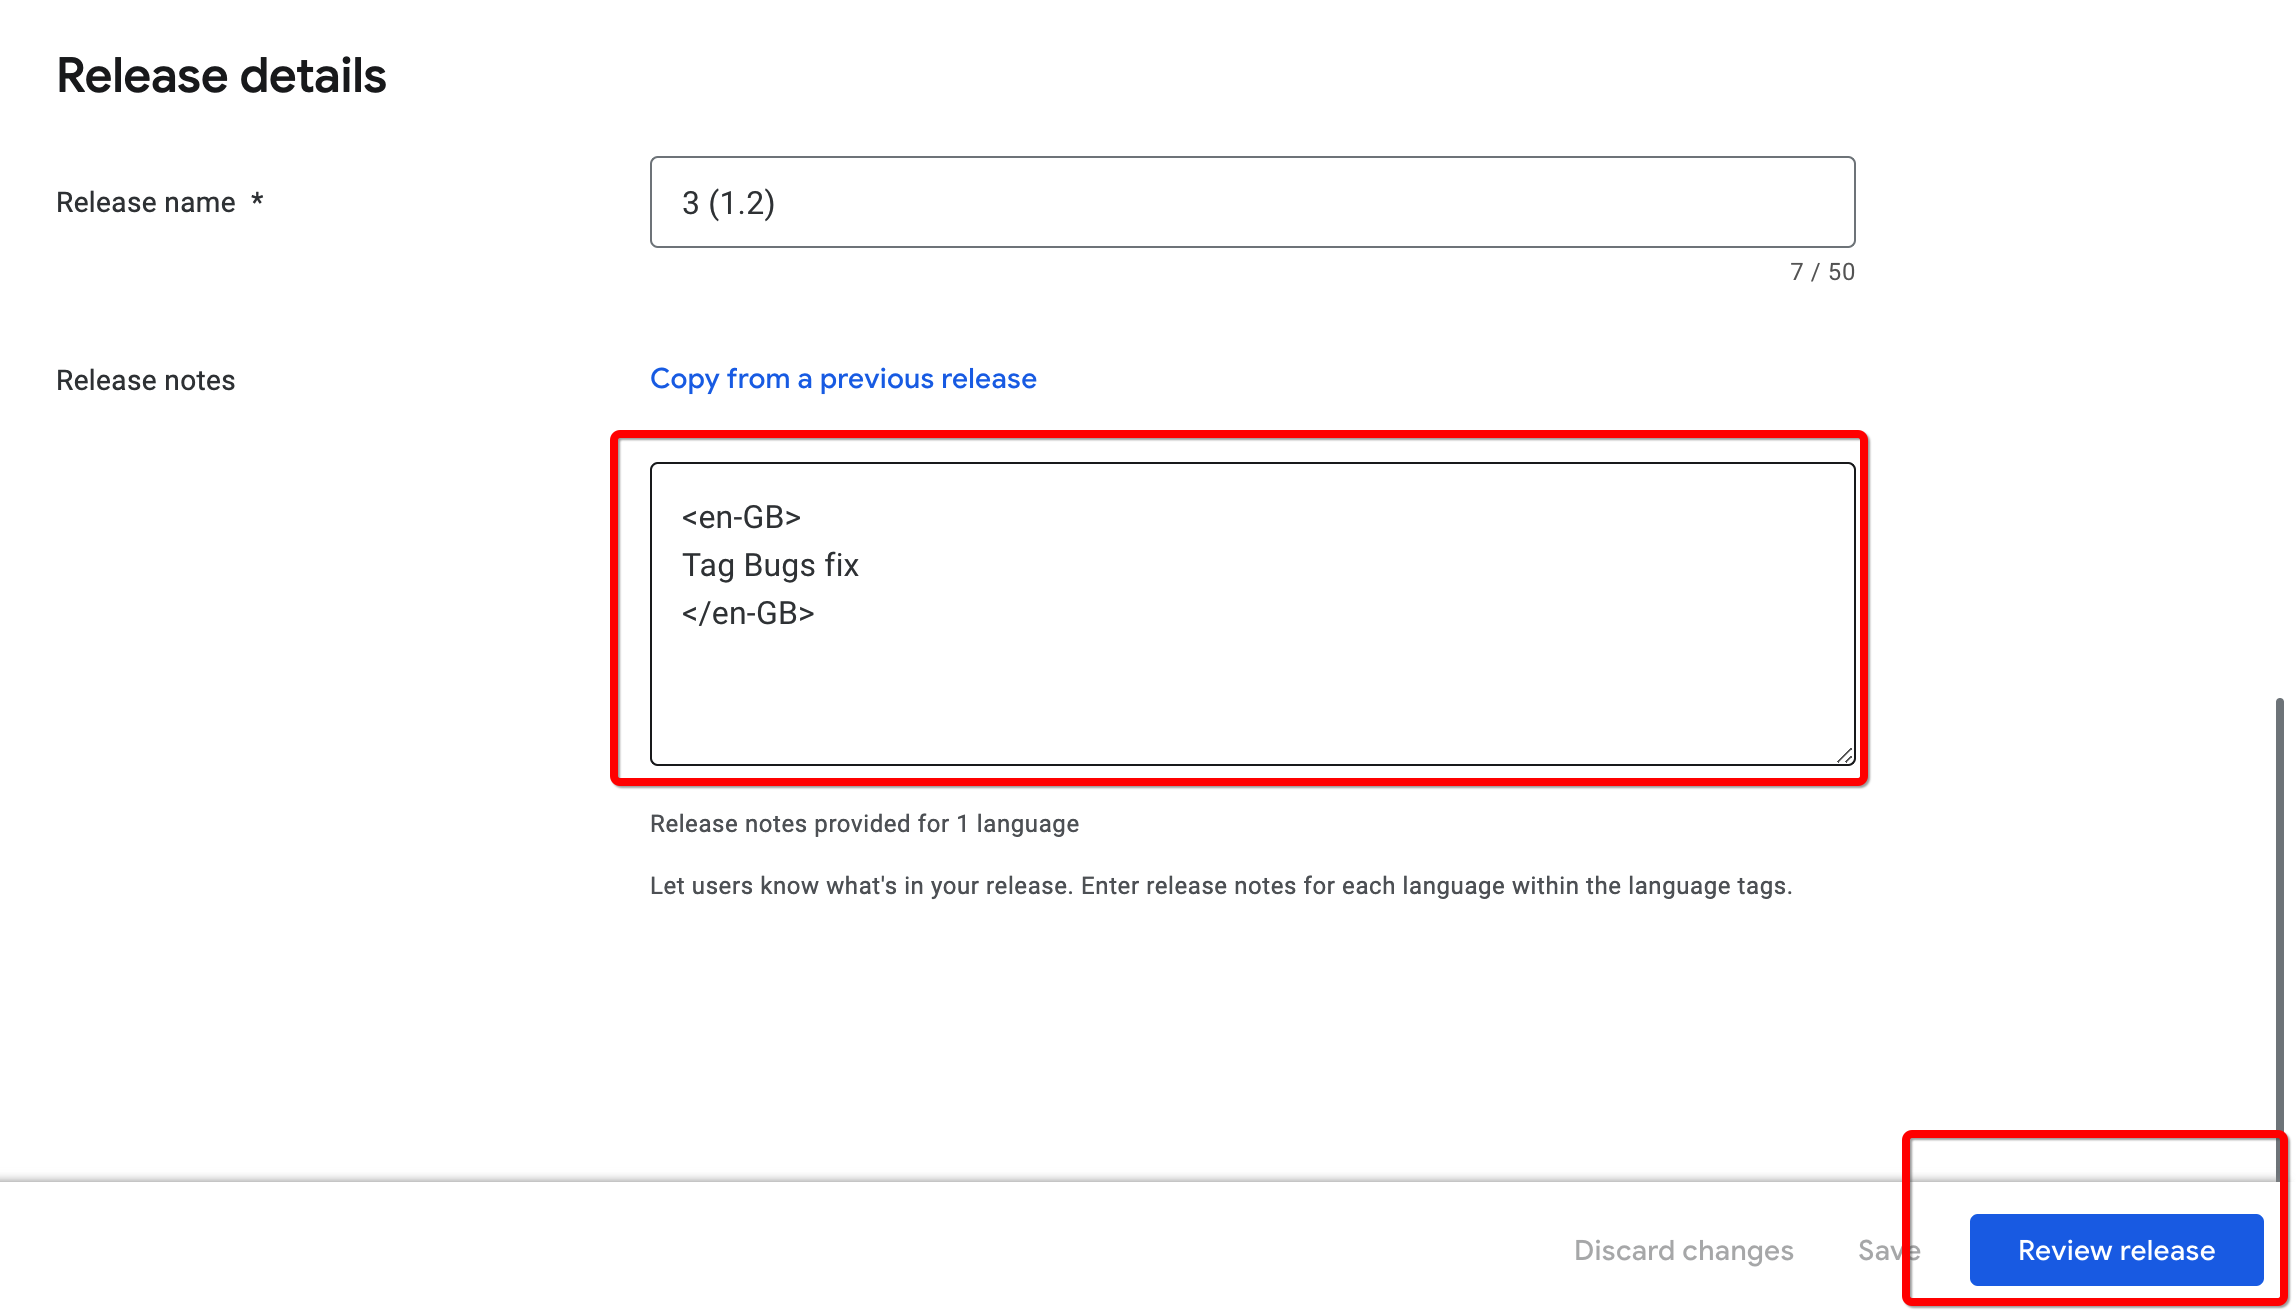 Release details
Release name *
3 (1.2)
7 / 50
Release notes
Copy from a previous release
<en-GB>
Tag Bugs fix
</en-GB>
Release notes provided for 1 language
Let users know what's in your release. Enter release notes for each language within the language tags.
Discard changes
Save
Review release